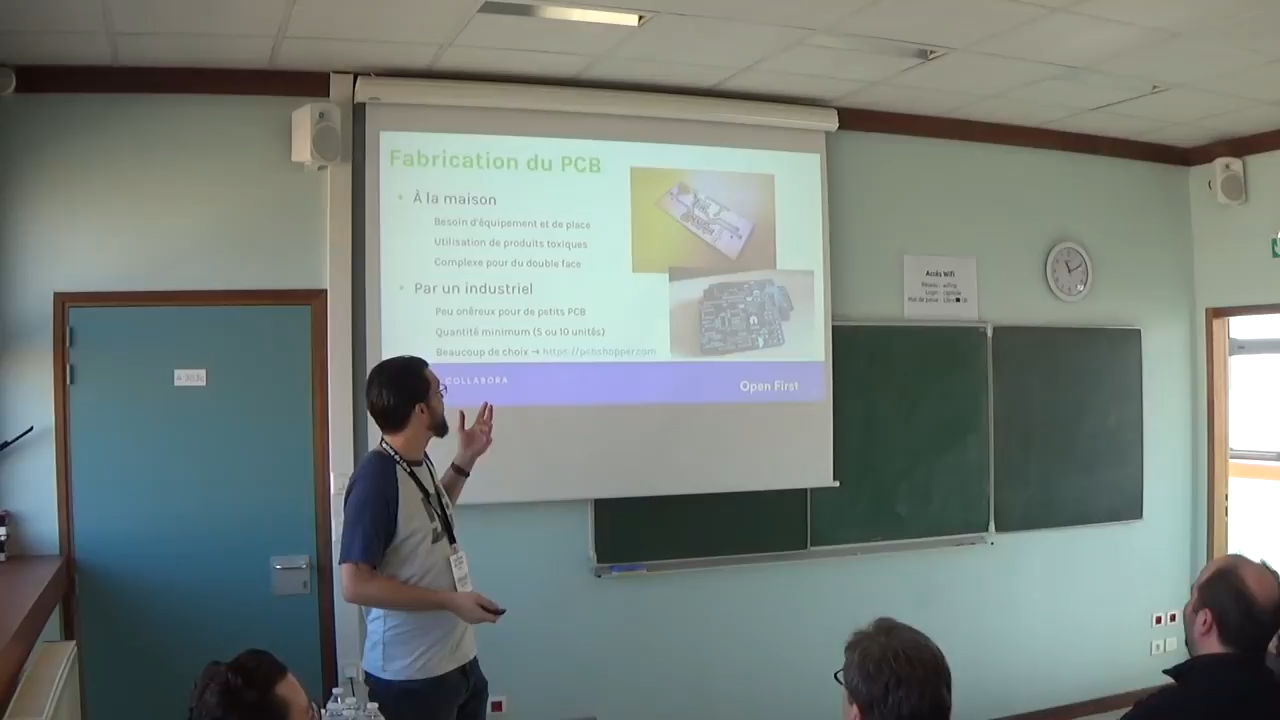 Fabrication du PCB
À la maison
Besoin d'équipement et de place
Utilisation de produits toxiques
Complexe pour du double face
Par un industriel
Peu onéreux pour de petits PCB
Quantité minimum (5 ou 10 unités)
Beaucoup de choix → https://pcbshopper.com
COLLABORA
Open First
Accès Wifi